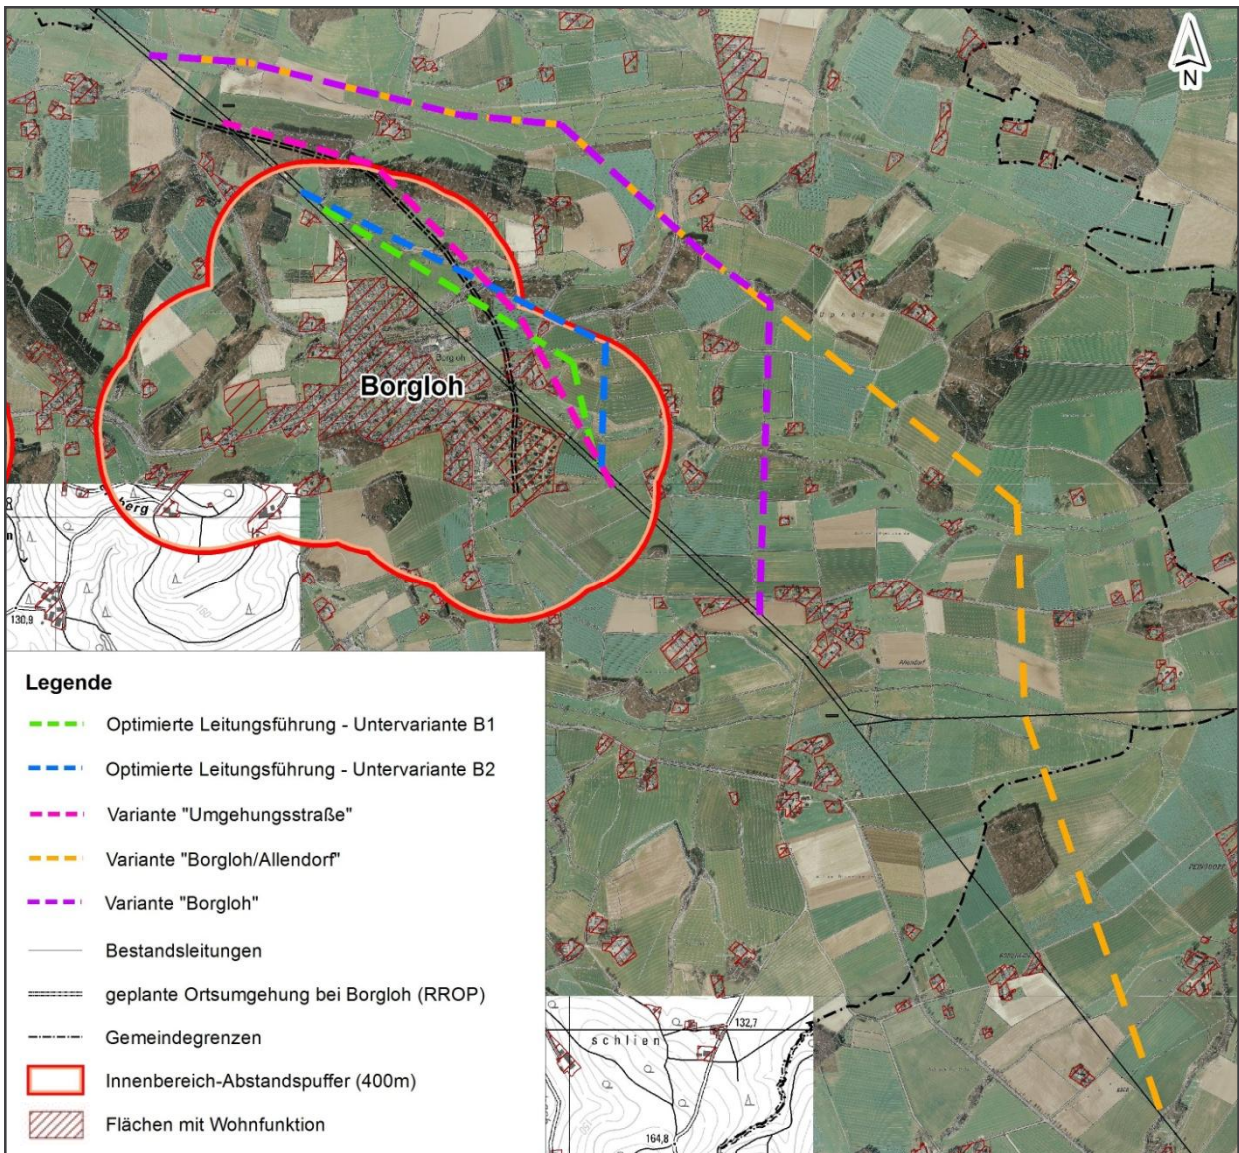 N
Borgloh
Borgloh
Allendorf
berg
130,9
Legende
Optimierte Leitungsführung - Untervariante B1
Optimierte Leitungsführung - Untervariante B2
Variante "Umgehungsstraße"
Variante "Borgloh/Allendorf"
Variante "Borgloh"
Bestandsleitungen
geplante Ortsumgehung bei Borgloh (RROP)
Gemeindegrenzen
Innenbereich-Abstandspuffer (400m)
Flächen mit Wohnfunktion
schlien
132,7
164,8